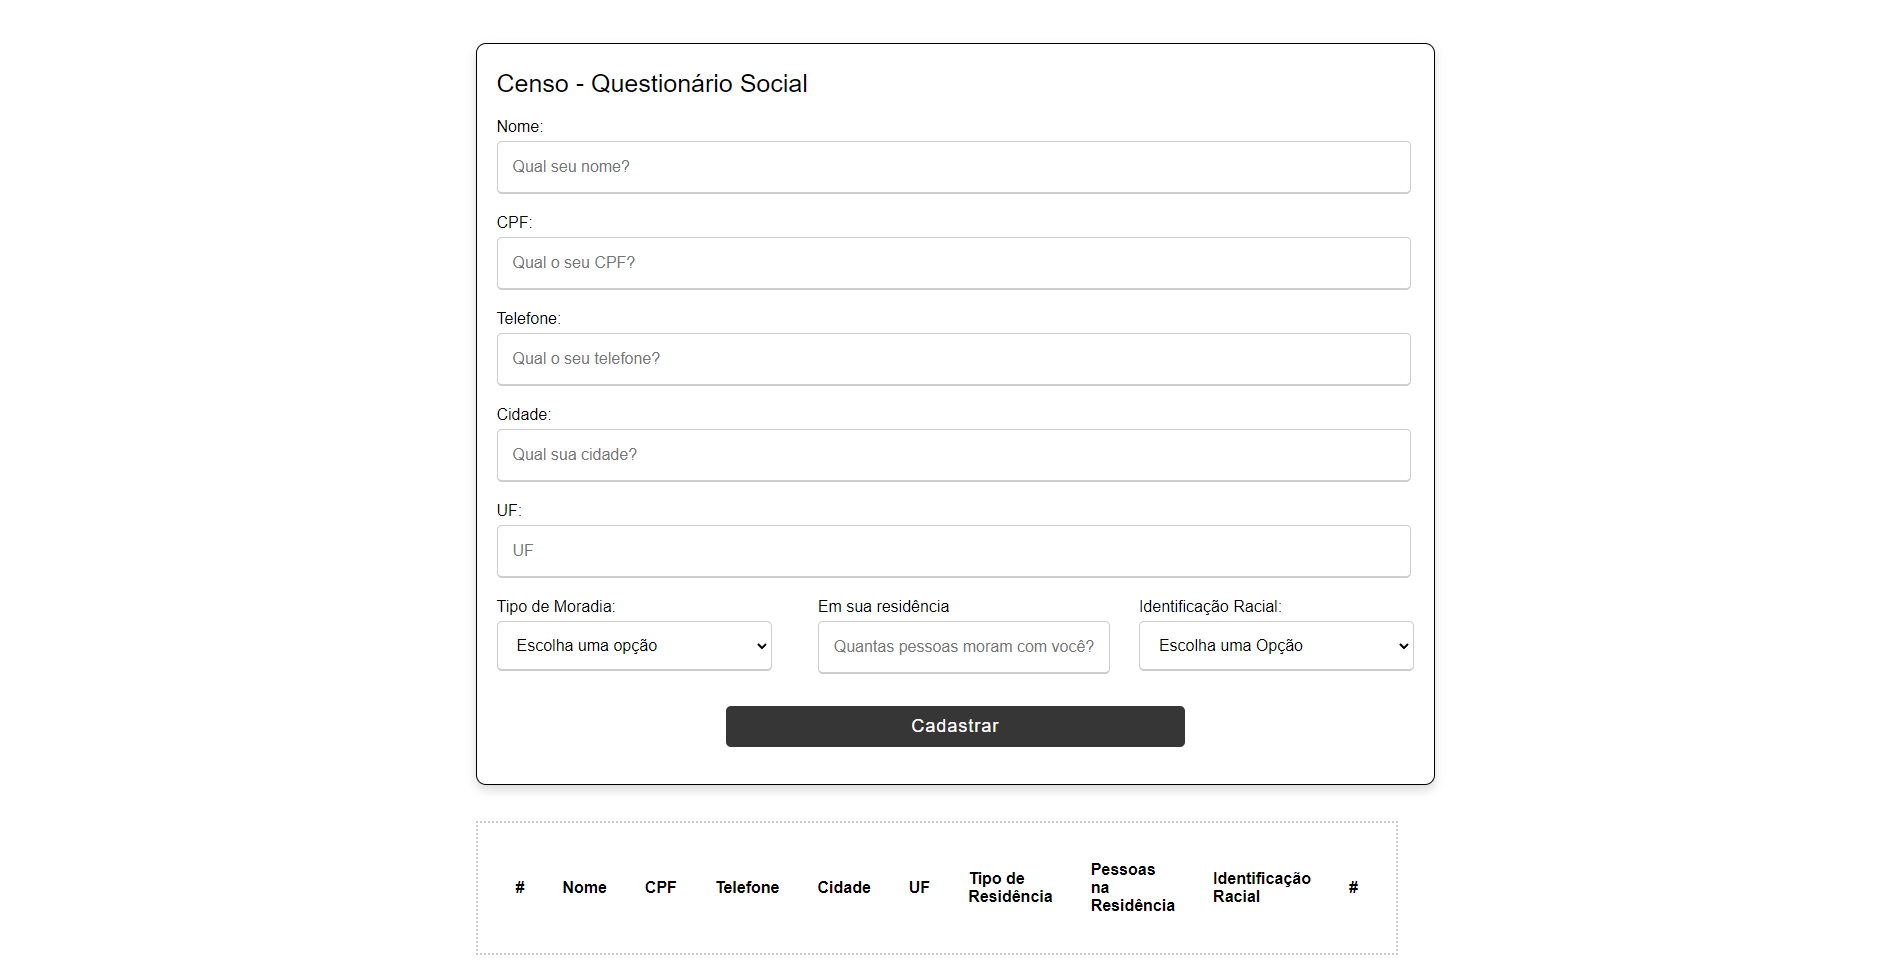 Censo - Questionário Social
Nome:
Qual seu nome?
CPF:
Qual o seu CPF?
Telefone:
Qual o seu telefone?
Cidade:
Qual sua cidade?
UF:
UF
Tipo de Moradia: Em sua residência Identificação Racial:
Escolha uma opção Quantas pessoas moram com você? Escolha uma Opção
Cadastrar
# Nome CPF Telefone Cidade UF Tipo de Residência Pessoas na Residência Identificação Racial #